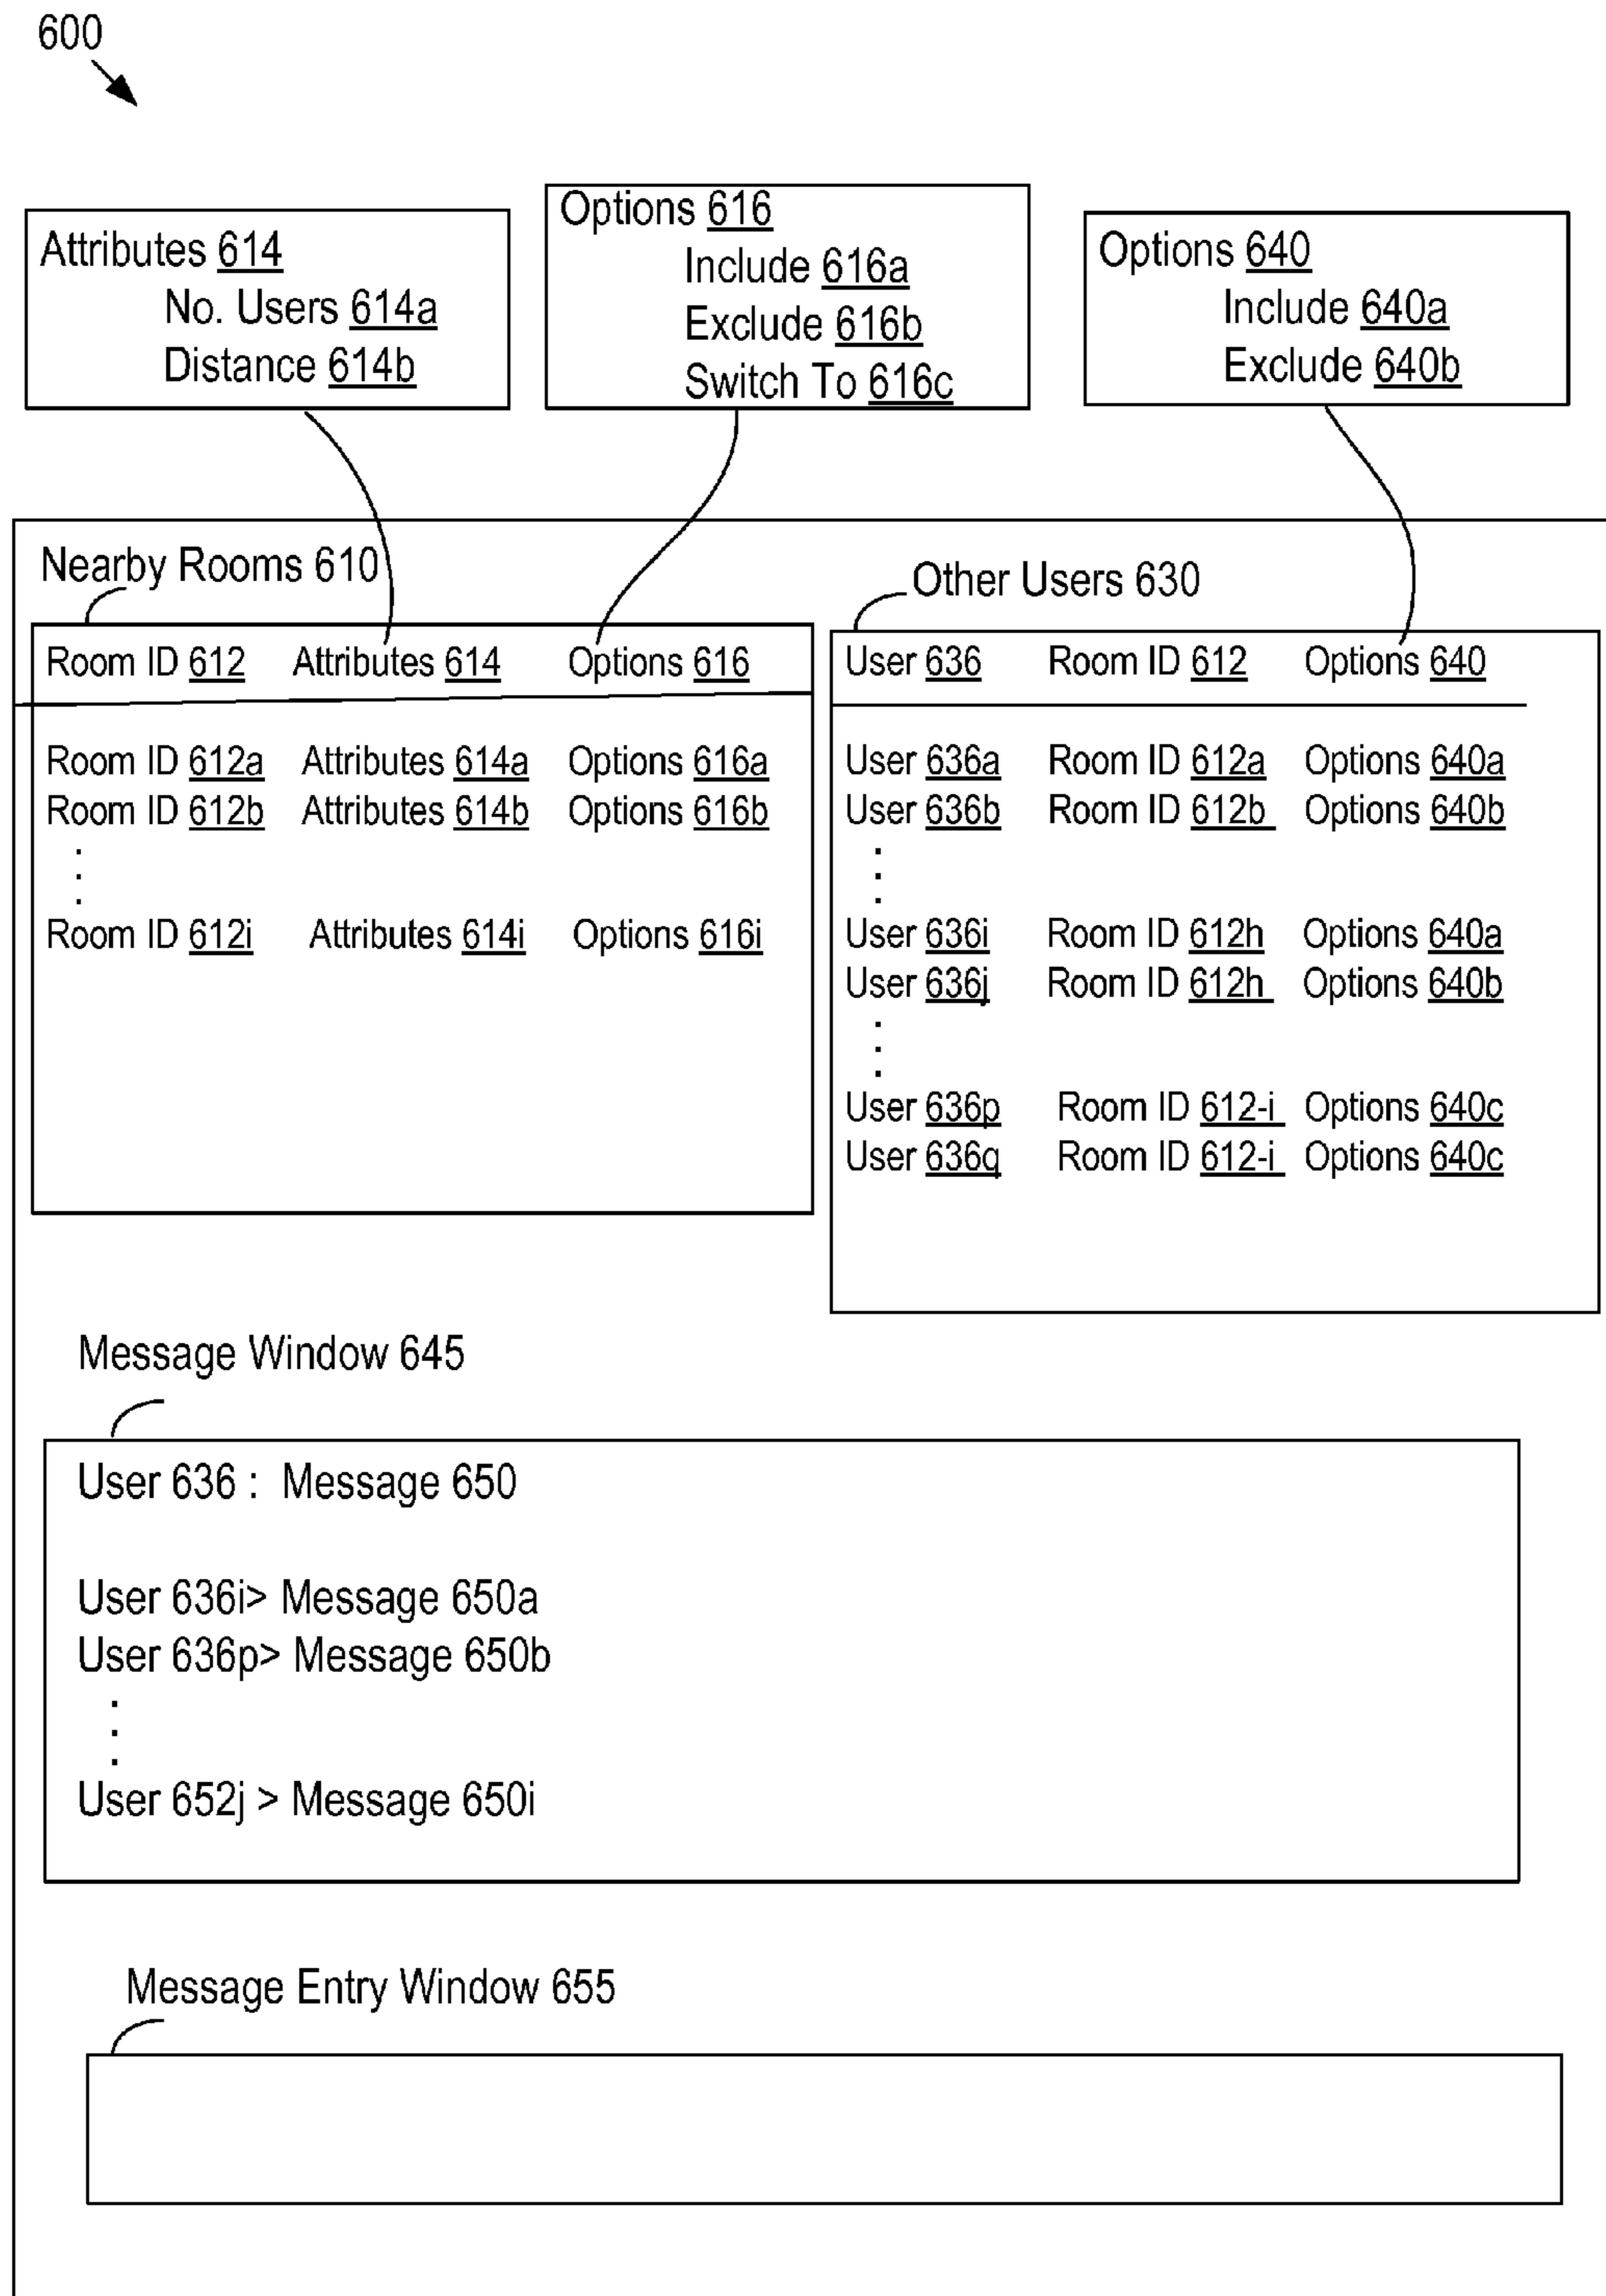 600
Attributes 614
No. Users 614a
Distance 614b
Options 616
Include 616a
Exclude 616b
Switch To 616c
Options 640
Include 640a
Exclude 640b
Nearby Rooms 610
Room ID 612 Attributes 614 Options 616
Room ID 612a Attributes 614a Options 616a
Room ID 612b Attributes 614b Options 616b
Room ID 612i Attributes 614i Options 616i
Other Users 630
User 636 Room ID 612 Options 640
User 636a Room ID 612a Options 640a
User 636b Room ID 612b Options 640b
User 636i Room ID 612h Options 640a
User 636j Room ID 612h Options 640b
User 636p Room ID 612-i Options 640c
User 636q Room ID 612-i Options 640c
Message Window 645
User 636 : Message 650
User 636i> Message 650a
User 636p> Message 650b
User 652j > Message 650i
Message Entry Window 655